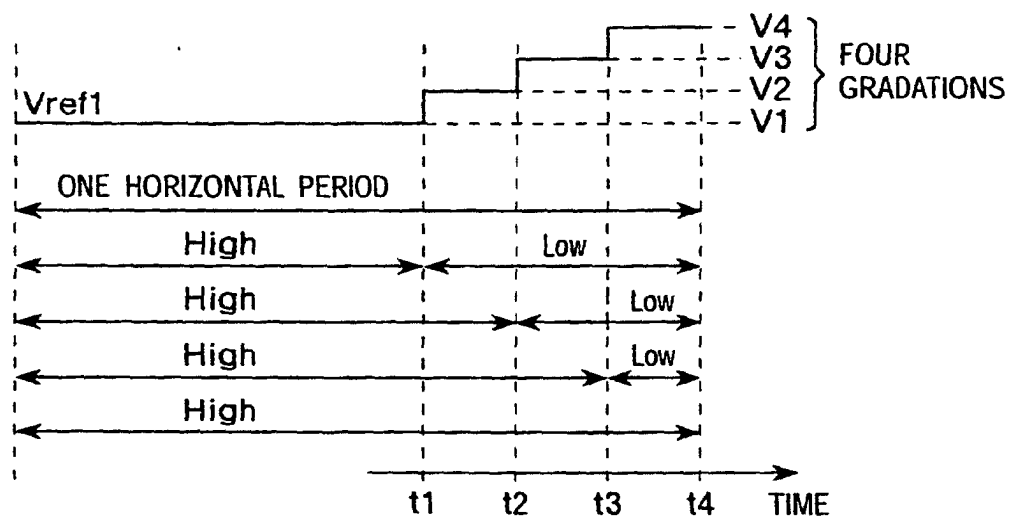 V4
V3
V2
V1
FOUR
GRADATIONS
Vref1
ONE HORIZONTAL PERIOD
High
Low
High
Low
High
Low
High
t1
t2
t3
t4
TIME